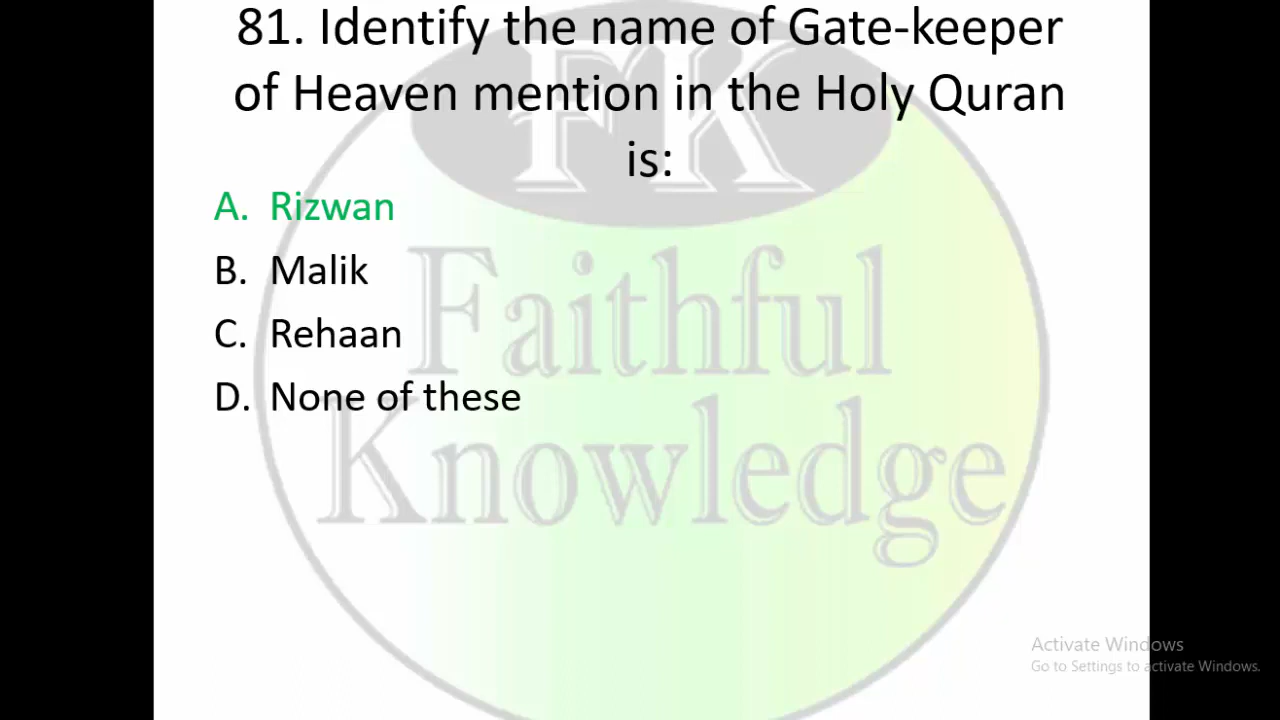 81. Identify the name of Gate-keeper
of Heaven mention in the Holy Quran
is:
FK
A. Rizwan
B. Malik
C. Rehaan
D. None of these
Faithful
Knowledge
Activate Windows
Go to Settings to activate Windows.